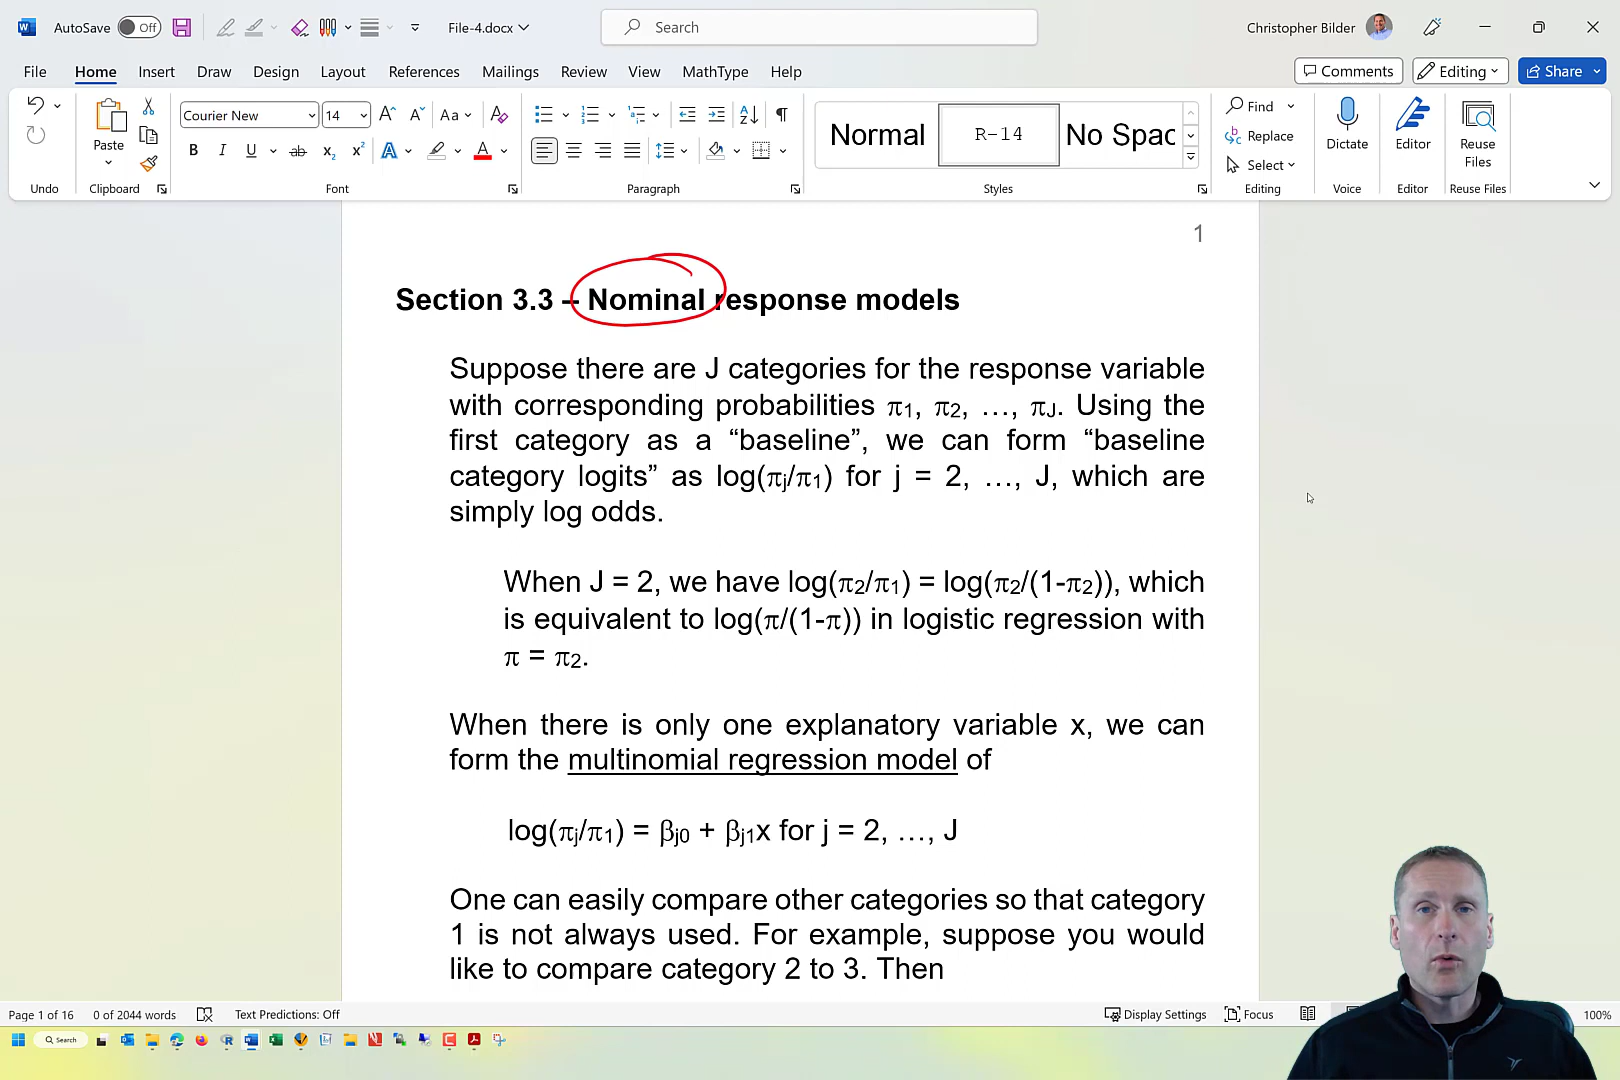 AutoSave Off File-4.docx Search Christopher Bilder
File Home Insert Draw Design Layout References Mailings Review View MathType Help Comments Editing Share
Courier New 14 Aa Normal R-14 No Spac Find
Paste Replace Dictate Editor Reuse Files
B I U ab x2 x2 A A Select
Undo Clipboard Font Paragraph Styles Editing Voice Editor Reuse Files
1
Section 3.3 – Nominal response models
Suppose there are J categories for the response variable
with corresponding probabilities π1, π2, …, πJ. Using the
first category as a “baseline”, we can form “baseline
category logits” as log(πj/π1) for j = 2, …, J, which are
simply log odds.
When J = 2, we have log(π2/π1) = log(π2/(1-π2)), which
is equivalent to log(π/(1-π)) in logistic regression with
π = π2.
When there is only one explanatory variable x, we can
form the multinomial regression model of
log(πj/π1) = βj0 + βj1x for j = 2, …, J
One can easily compare other categories so that category
1 is not always used. For example, suppose you would
like to compare category 2 to 3. Then
Page 1 of 16 0 of 2044 words Text Predictions: Off Display Settings Focus 100%
Search